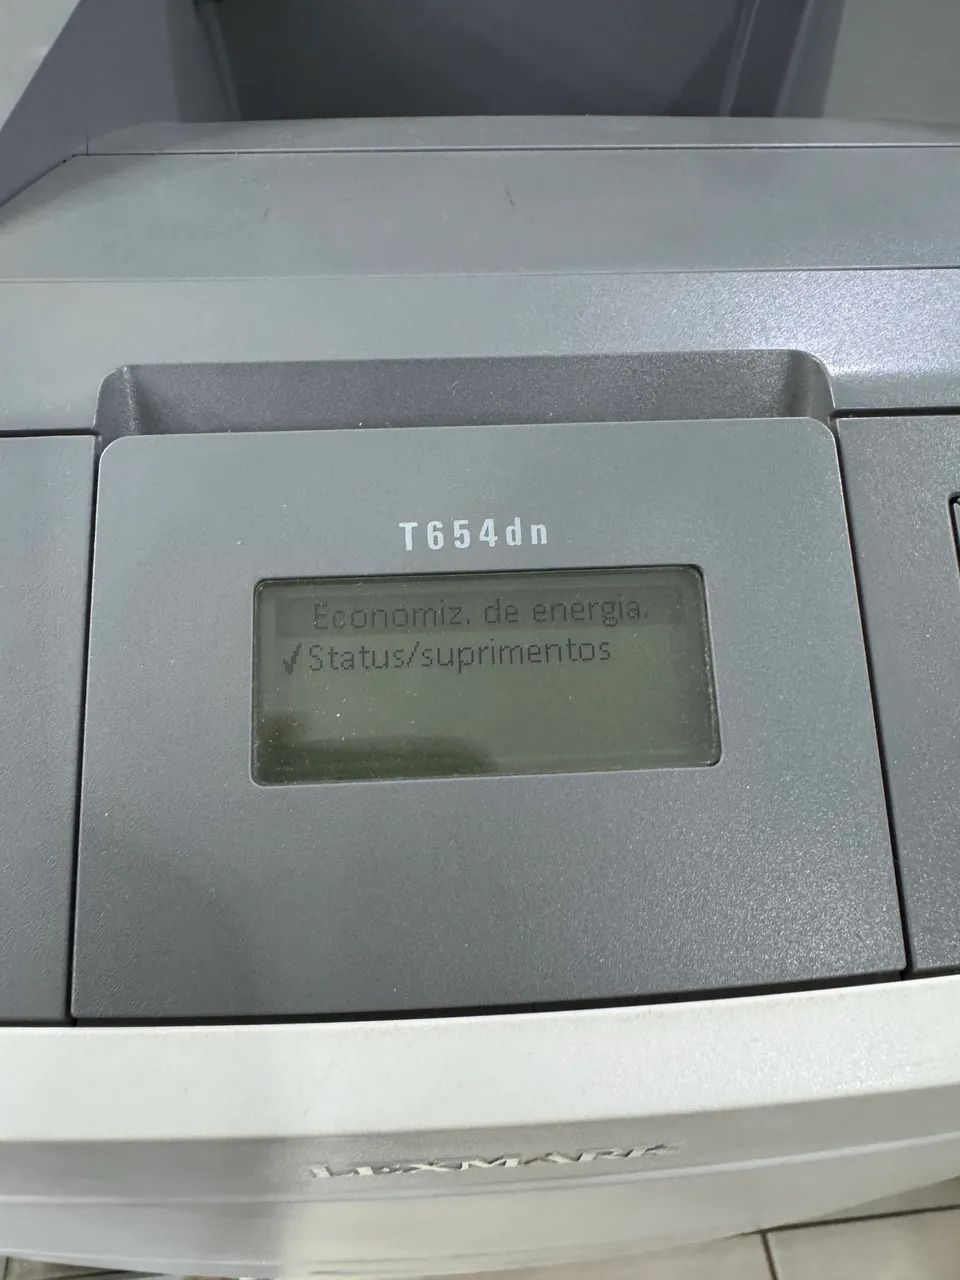 T654dn
Economiz. de energia.
✓Status/suprimentos
LEXMARK